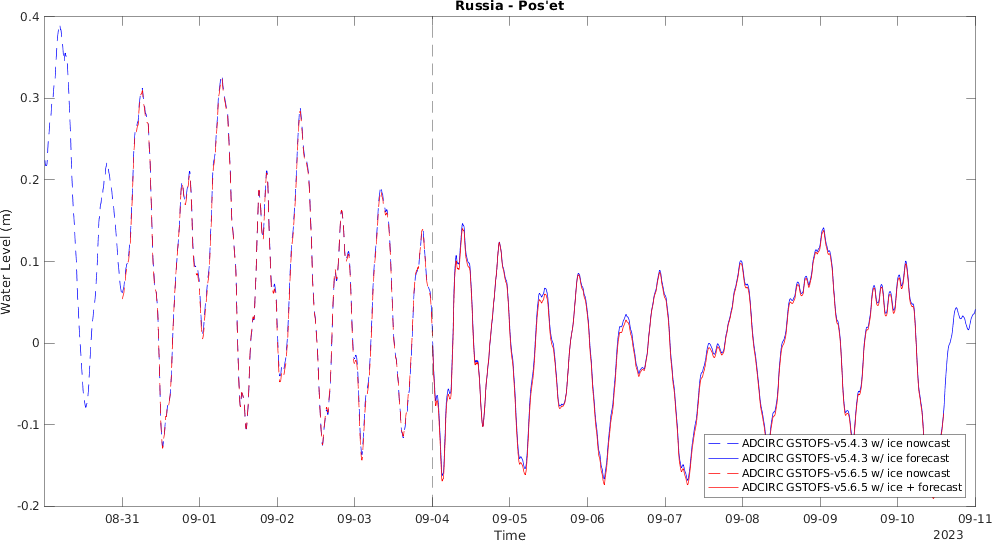 Russia - Pos'et
0.4
0.3
0.2
0.1
0
-0.1
-0.2
Water Level (m)
ADCIRC GSTOFS-v5.4.3 w/ ice nowcast
ADCIRC GSTOFS-v5.4.3 w/ ice forecast
ADCIRC GSTOFS-v5.6.5 w/ ice nowcast
ADCIRC GSTOFS-v5.6.5 w/ ice + forecast
08-31 09-01 09-02 09-03 09-04 09-05 09-06 09-07 09-08 09-09 09-10 09-11
Time
2023